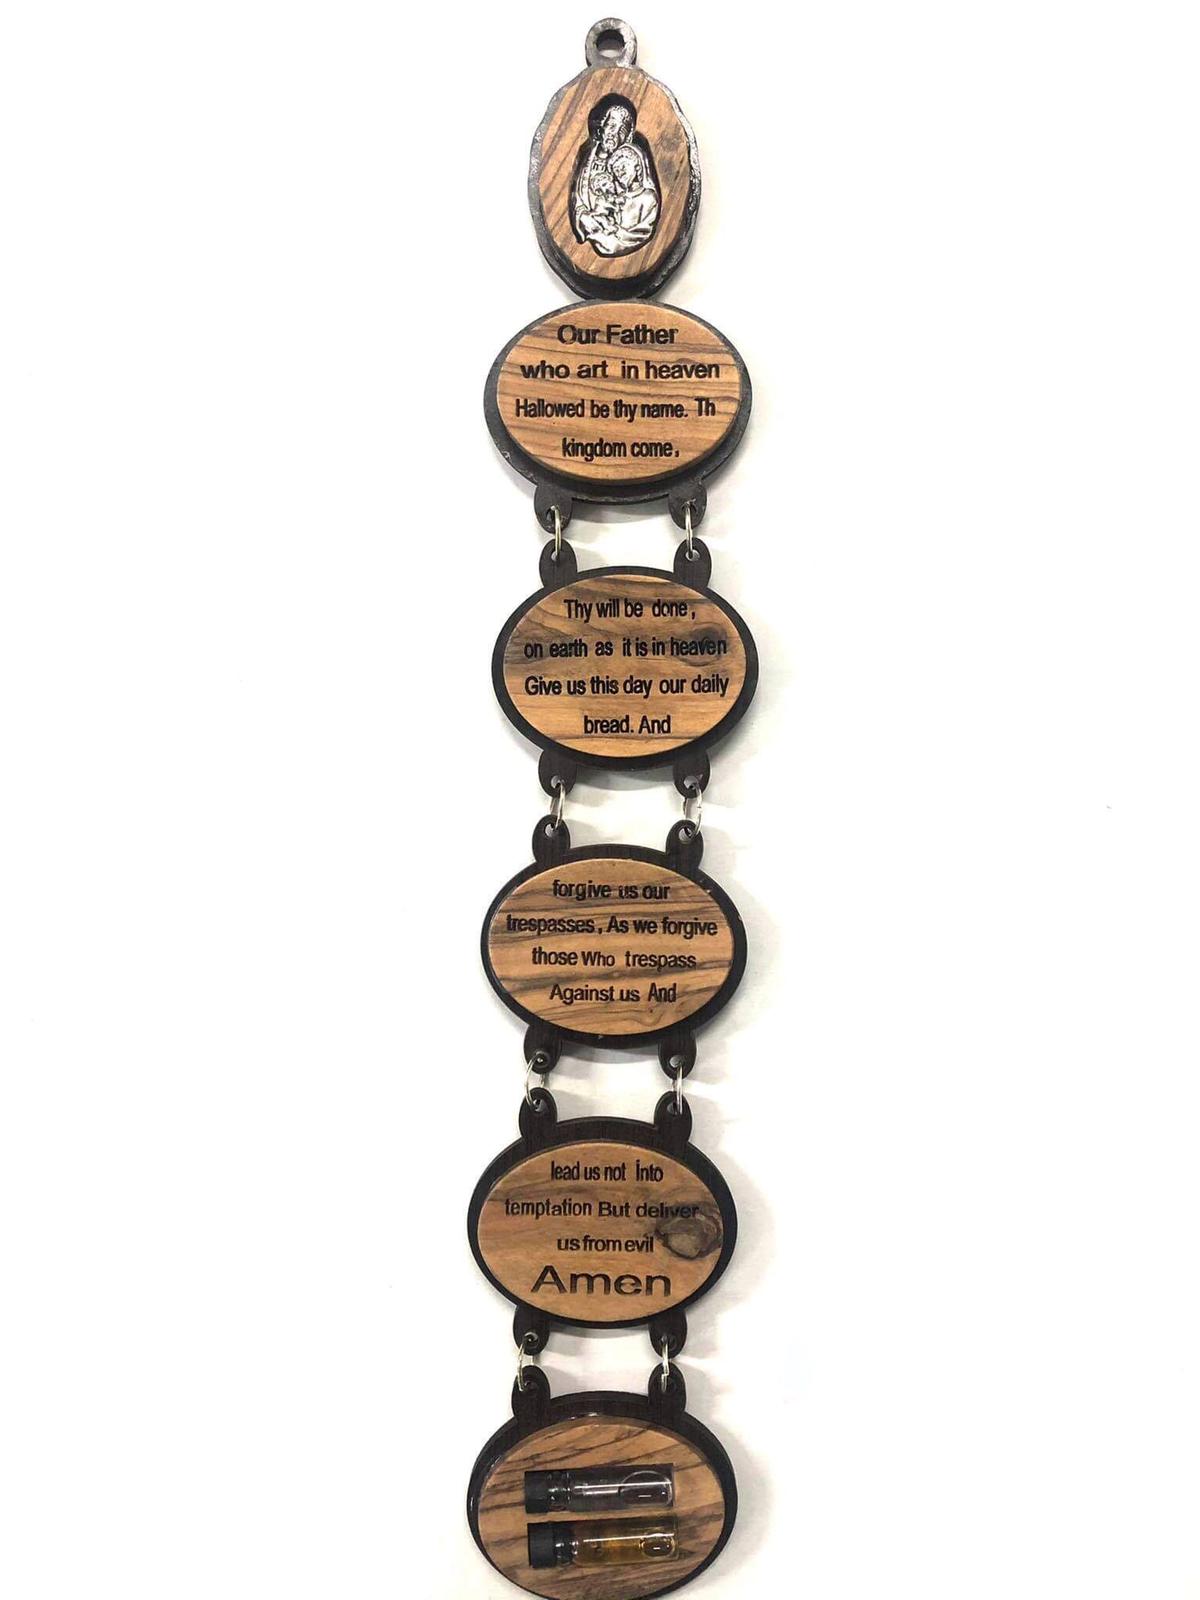 Our Father
who art in heaven
Hallowed be thy name. Th
kingdom come,
Thy will be done,
on earth as it is in heaven
Give us this day our daily
bread. And
forgive us our
trespasses, As we forgive
those Who trespass
Against us And
lead us not Into
temptation But deliver
us from evil
Amen